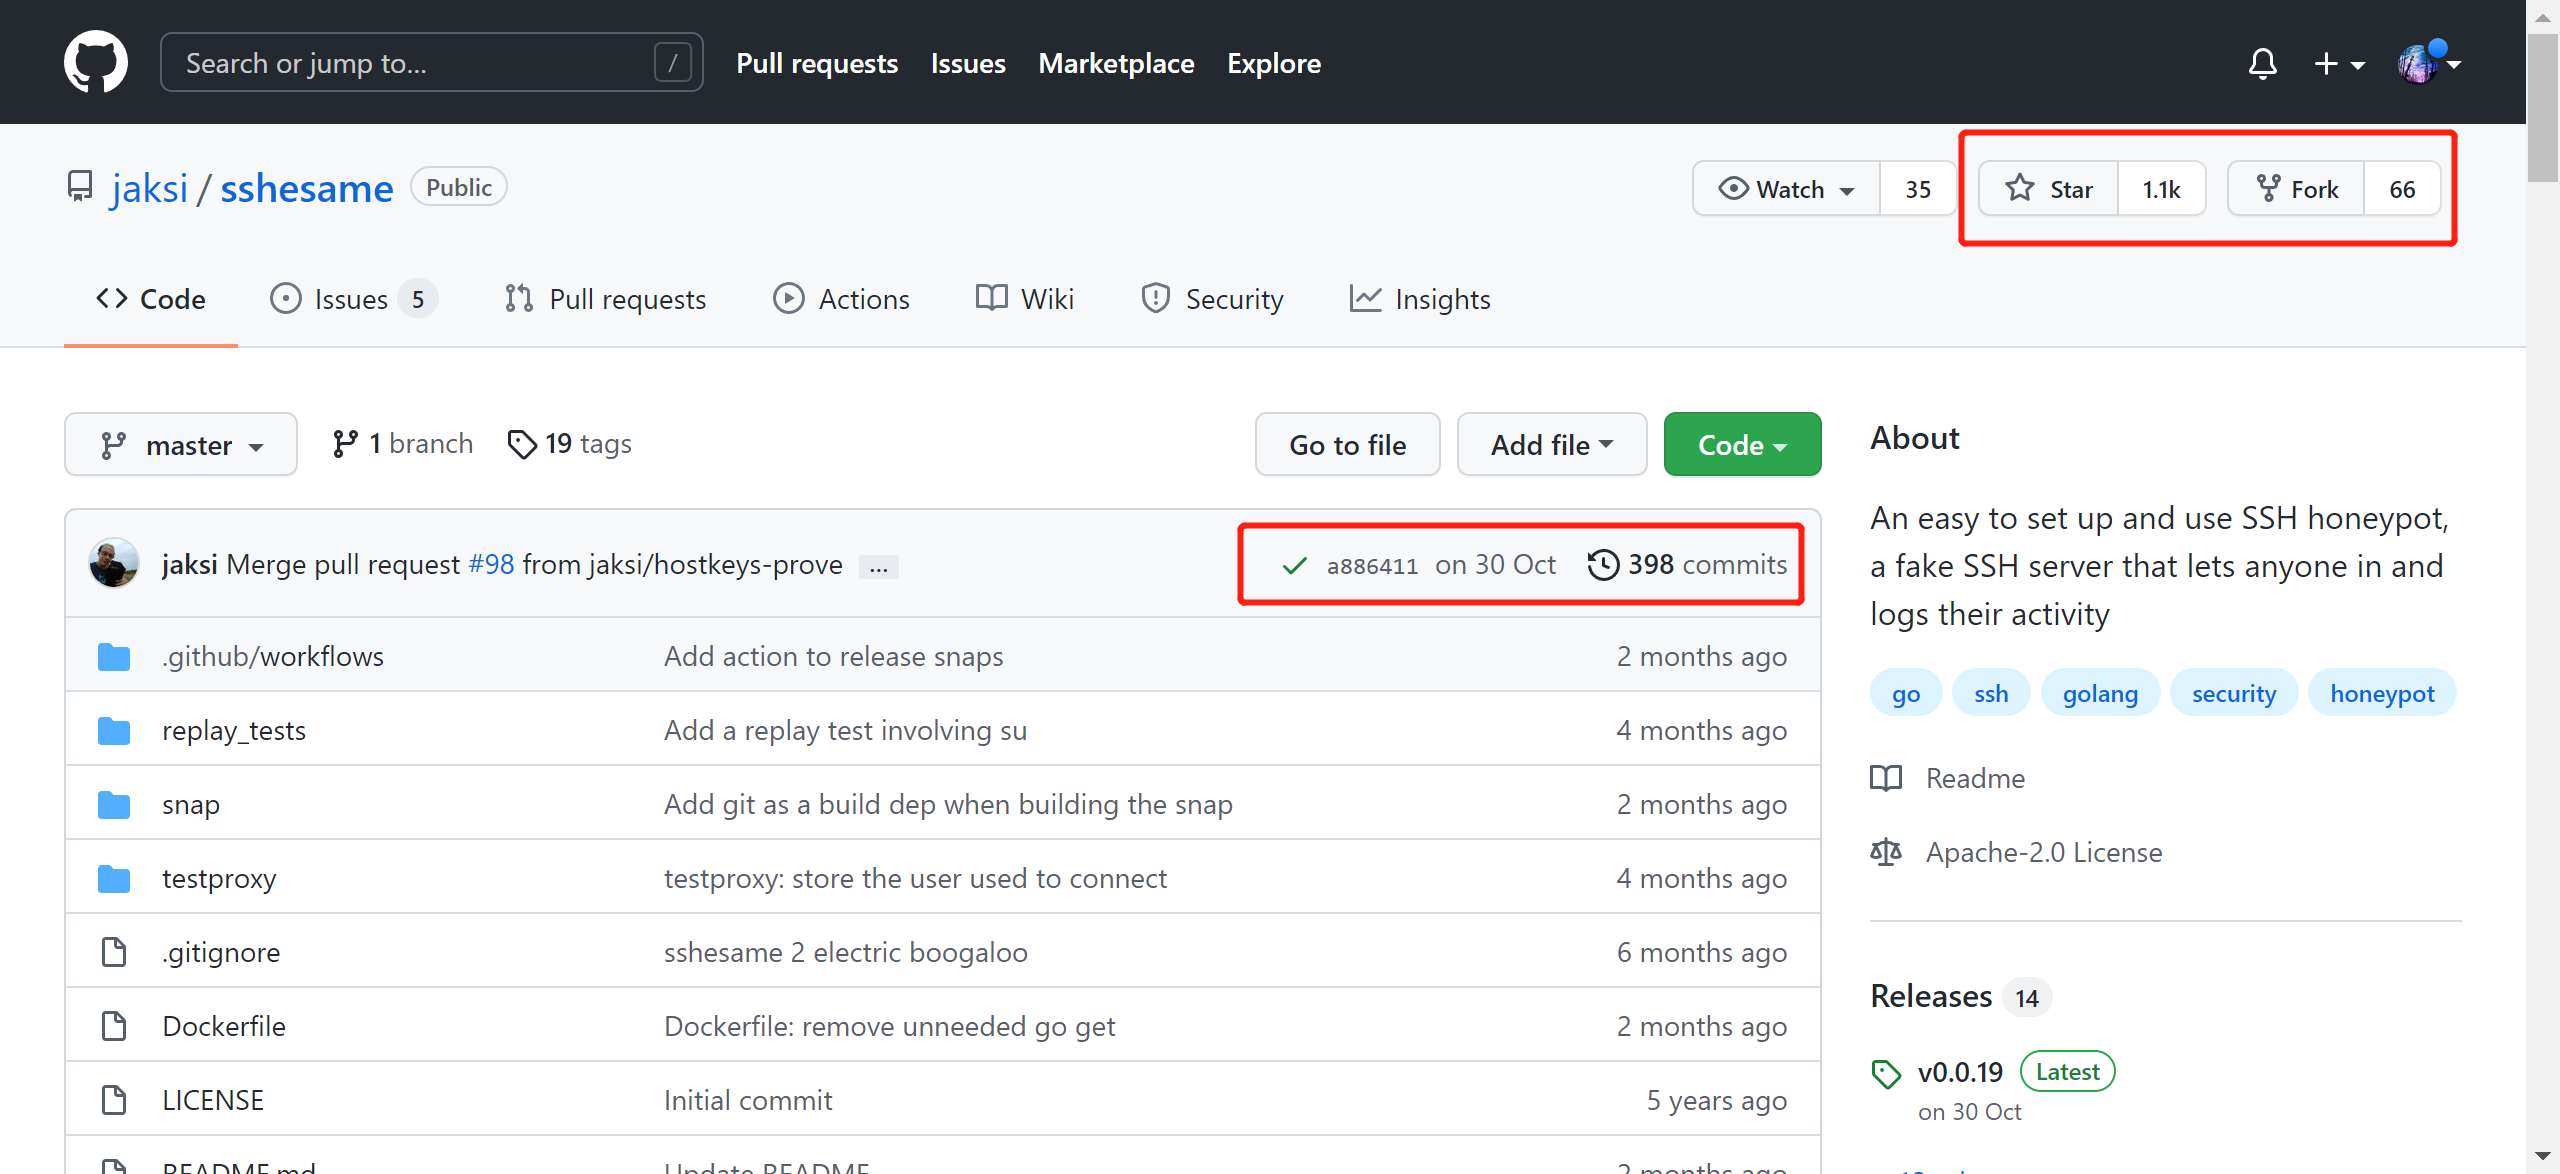 Search or jump to... / Pull requests Issues Marketplace Explore
jaksi / sshesame Public Watch 35 Star 1.1k Fork 66
Code Issues 5 Pull requests Actions Wiki Security Insights
master 1 branch 19 tags Go to file Add file Code
jaksi Merge pull request #98 from jaksi/hostkeys-prove ... a886411 on 30 Oct 398 commits
.github/workflows Add action to release snaps 2 months ago
replay_tests Add a replay test involving su 4 months ago
snap Add git as a build dep when building the snap 2 months ago
testproxy testproxy: store the user used to connect 4 months ago
.gitignore sshesame 2 electric boogaloo 6 months ago
Dockerfile Dockerfile: remove unneeded go get 2 months ago
LICENSE Initial commit 5 years ago
README.md Update README 2 months ago
About
An easy to set up and use SSH honeypot,
a fake SSH server that lets anyone in and
logs their activity
go ssh golang security honeypot
Readme
Apache-2.0 License
Releases 14
v0.0.19 Latest
on 30 Oct